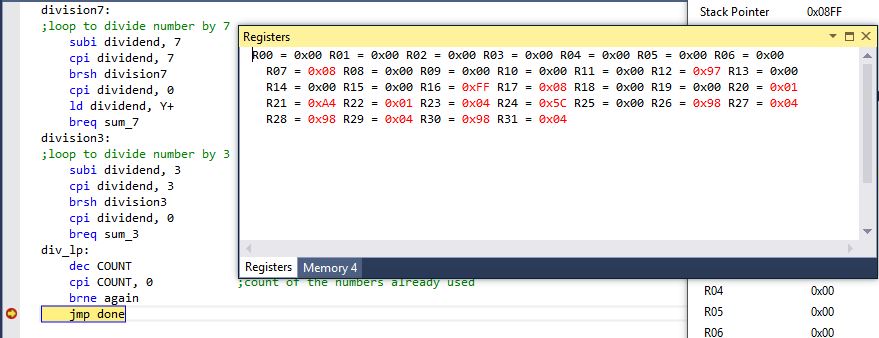 division7:
;loop to divide number by 7
subi dividend, 7
cpi dividend, 7
brsh division7
cpi dividend, 0
ld dividend, Y+
breq sum_7
division3:
;loop to divide number by 3
subi dividend, 3
cpi dividend, 3
brsh division3
cpi dividend, 0
breq sum_3
div_lp:
dec COUNT
cpi COUNT, 0 ;count of the numbers already used
brne again
jmp done
Registers
R00 = 0x00 R01 = 0x00 R02 = 0x00 R03 = 0x00 R04 = 0x00 R05 = 0x00 R06 = 0x00
R07 = 0x08 R08 = 0x00 R09 = 0x00 R10 = 0x00 R11 = 0x00 R12 = 0x97 R13 = 0x00
R14 = 0x00 R15 = 0x00 R16 = 0xFF R17 = 0x08 R18 = 0x00 R19 = 0x00 R20 = 0x01
R21 = 0xA4 R22 = 0x01 R23 = 0x04 R24 = 0x5C R25 = 0x00 R26 = 0x98 R27 = 0x04
R28 = 0x98 R29 = 0x04 R30 = 0x98 R31 = 0x04
Registers Memory 4
Stack Pointer 0x08FF
R04 0x00
R05 0x00
R06 0x00